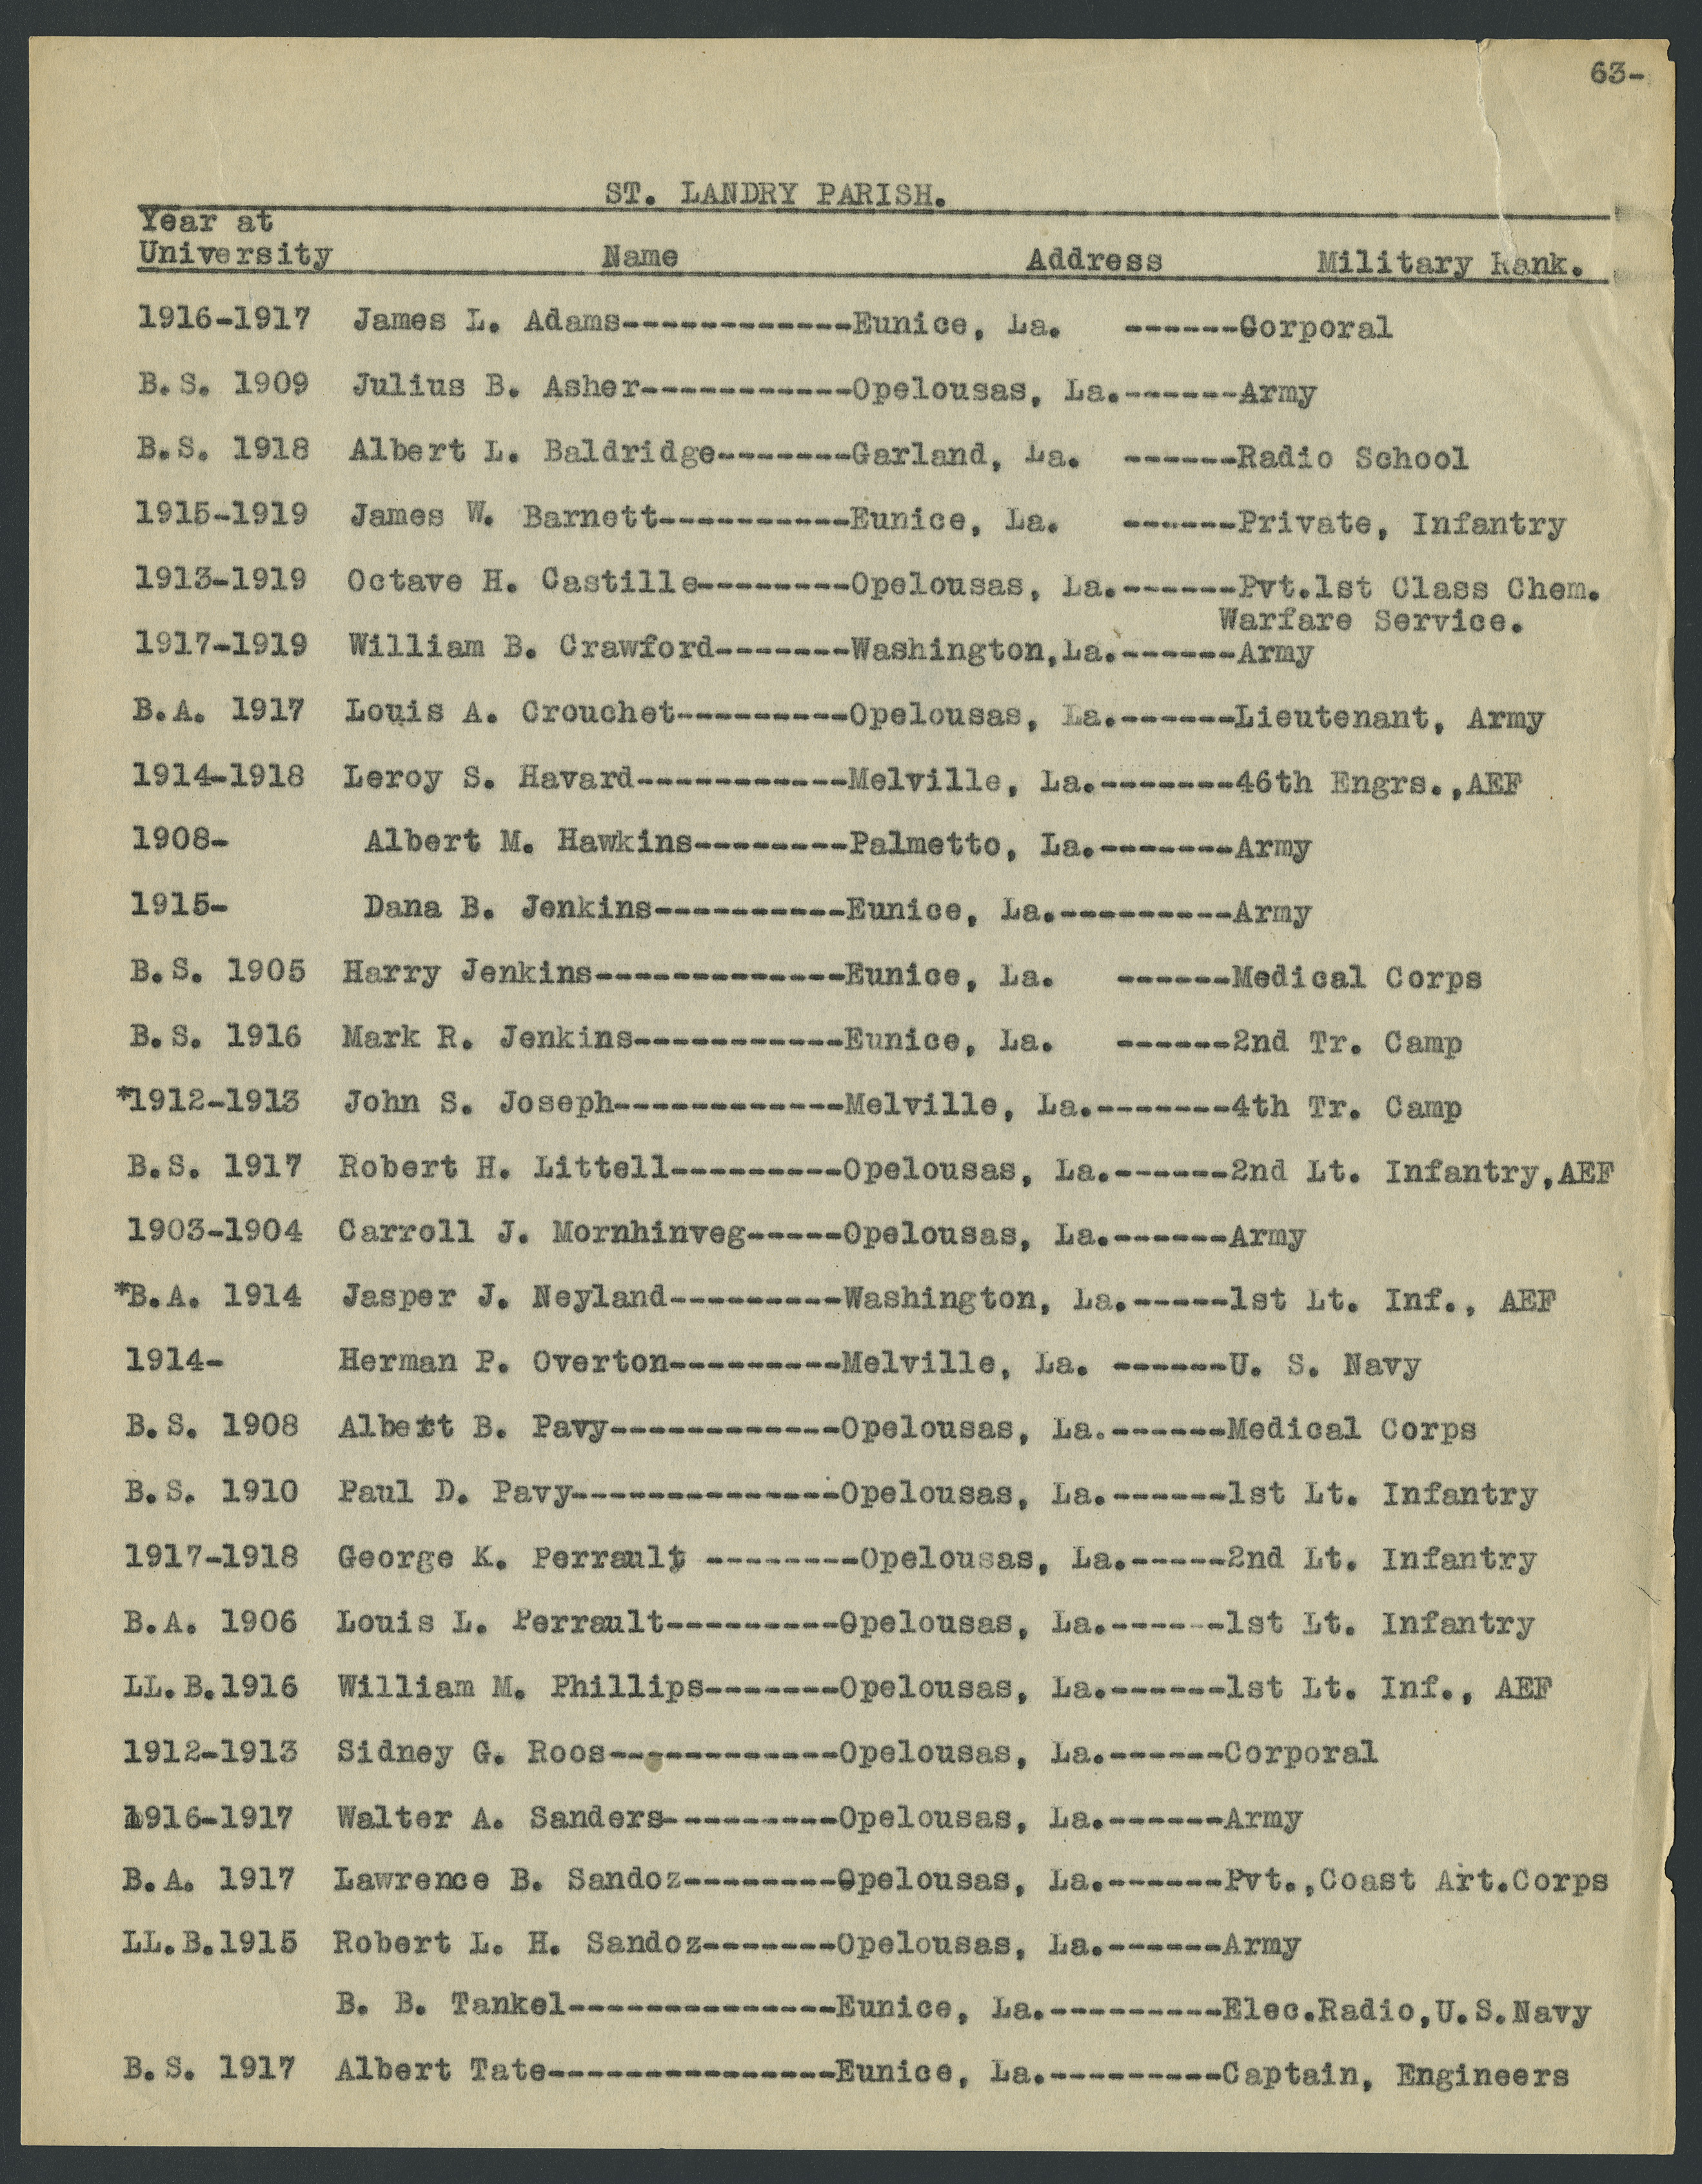 63-
ST. LANDRY PARISH.
Year at
University Name Address Military Rank.
1916-1917 James L. Adams------------Eunice, La. ------Corporal
B.S. 1909 Julius B. Asher-----------Opelousas, La.------Army
B.S. 1918 Albert L. Baldridge-------Garland, La. ------Radio School
1915-1919 James W. Barnett----------Eunice, La. ------Private, Infantry
1913-1919 Octave H. Castille--------Opelousas, La.------Pvt.1st Class Chem.
Warfare Service.
1917-1919 William B. Crawford-------Washington,La.------Army
B.A. 1917 Louis A. Crouchet---------Opelousas, La.------Lieutenant, Army
1914-1918 Leroy S. Havard-----------Melville, La.-------46th Engrs.,AEF
1908- Albert M. Hawkins--------Palmetto, La.-------Army
1915- Dana B. Jenkins----------Eunice, La.---------Army
B.S. 1905 Harry Jenkins-------------Eunice, La. ------Medical Corps
B.S. 1916 Mark R. Jenkins-----------Eunice, La. ------2nd Tr. Camp
*1912-1913 John S. Joseph------------Melville, La.-------4th Tr. Camp
B.S. 1917 Robert H. Littell---------Opelousas, La.------2nd Lt. Infantry,AEF
1903-1904 Carroll J. Mornhinveg-----Opelousas, La.------Army
*B.A. 1914 Jasper J. Neyland---------Washington, La.-----1st Lt. Inf., AEF
1914- Herman P. Overton---------Melville, La. ------U. S. Navy
B.S. 1908 Albert B. Pavy------------Opelousas, La.------Medical Corps
B.S. 1910 Paul D. Pavy--------------Opelousas, La.------1st Lt. Infantry
1917-1918 George K. Perrault --------Opelousas, La.-----2nd Lt. Infantry
B.A. 1906 Louis L. Perrault---------Opelousas, La.------1st Lt. Infantry
LL.B.1916 William M. Phillips-------Opelousas, La.------1st Lt. Inf., AEF
1912-1913 Sidney G. Roos------------Opelousas, La.------Corporal
1916-1917 Walter A. Sanders---------Opelousas, La.------Army
B.A. 1917 Lawrence B. Sandoz--------Opelousas, La.------Pvt.,Coast Art.Corps
LL.B.1915 Robert L. H. Sandoz-------Opelousas, La.------Army
B. B. Tankel--------------Eunice, La.---------Elec.Radio,U.S.Navy
B.S. 1917 Albert Tate---------------Eunice, La.---------Captain, Engineers